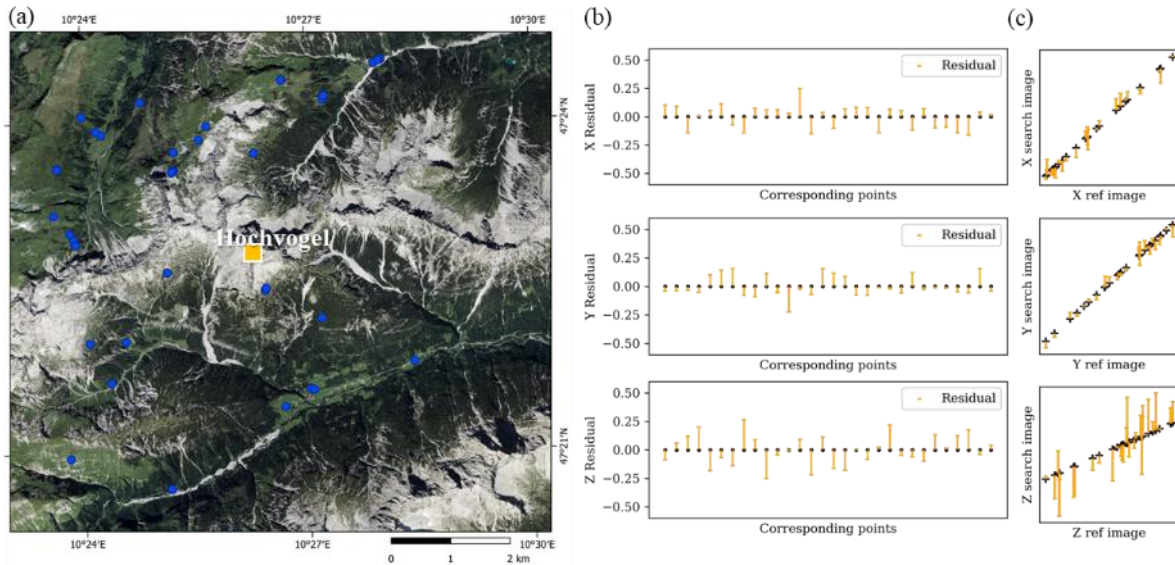 (a)
10°24'E
10°27'E
10°30'E
47°24'N
Hochvogel
47°21'N
10°24'E
10°27'E
10°30'E
0
1
2 km
(b)
0.50
0.25
0.00
−0.25
−0.50
X Residual
Residual
Corresponding points
0.50
0.25
0.00
−0.25
−0.50
Y Residual
Residual
Corresponding points
0.50
0.25
0.00
−0.25
−0.50
Z Residual
Residual
Corresponding points
(c)
X search image
X ref image
Y search image
Y ref image
Z search image
Z ref image